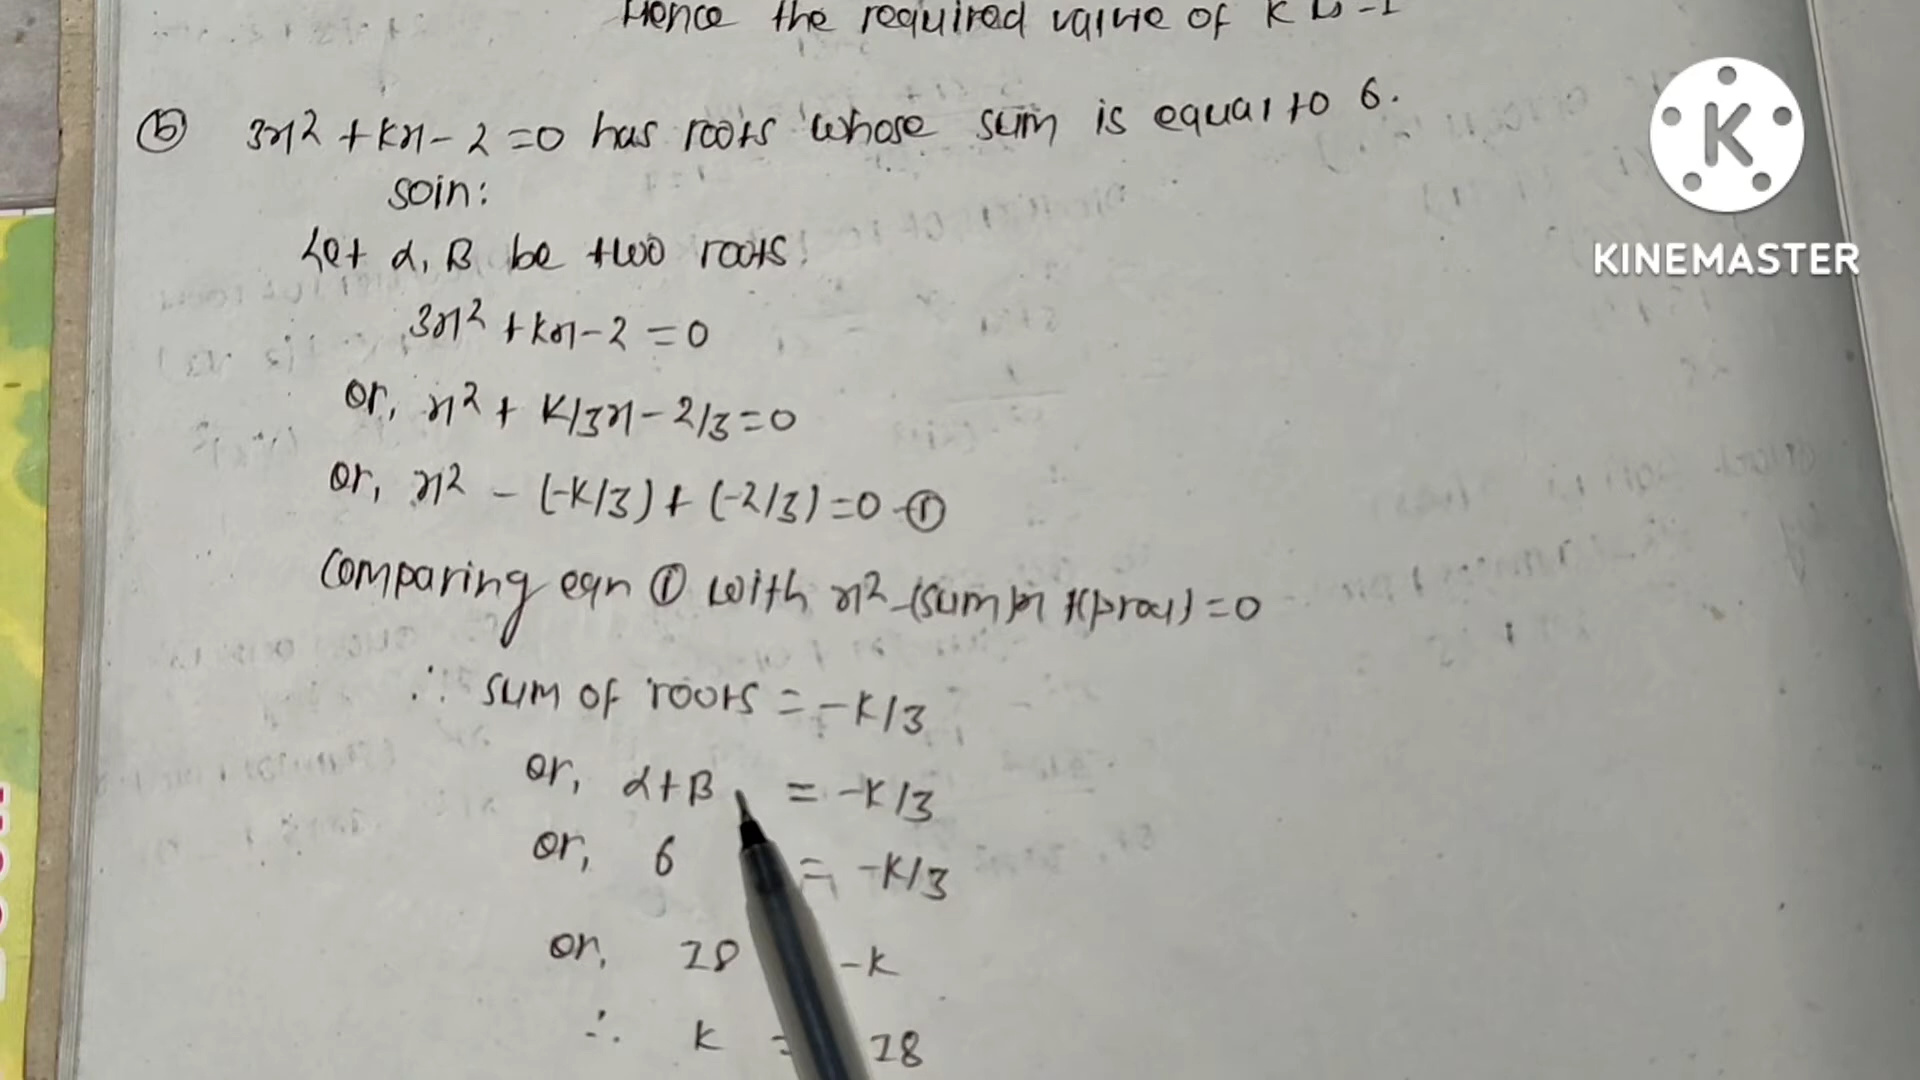 Hence the required value of K is -1
(b) 3x² + kx - 2 = 0 has roots whose sum is equal to 6.
soln:
Let α, β be two roots.
3x² + kx - 2 = 0
or, x² + K/3x - 2/3 = 0
or, x² - (-K/3) + (-2/3) = 0 - ①
Comparing eqn ① with x² - (sum)x + (prod) = 0
∴ sum of roots = -K/3
or, α+β = -K/3
or, 6 = -K/3
or, 18 -K
∴ K = 18
K
KINEMASTER